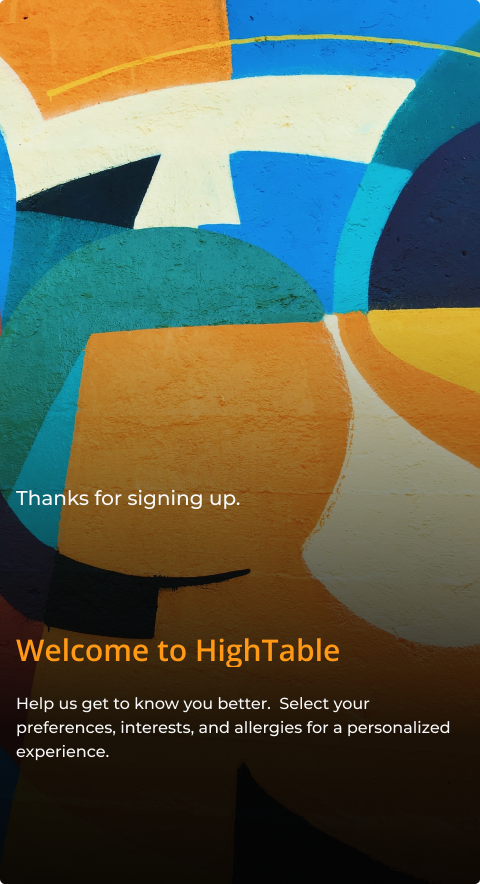 Thanks for signing up.
Welcome to HighTable
Help us get to know you better.  Select your
preferences, interests, and allergies for a personalized
experience.